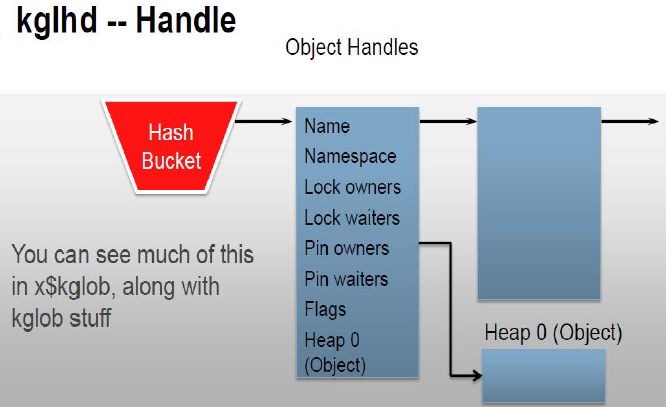 kglhd -- Handle
Object Handles
Hash
Bucket
Name
Namespace
Lock owners
Lock waiters
Pin owners
Pin waiters
Flags
Heap 0
(Object)
You can see much of this
in x$kglob, along with
kglob stuff
Heap 0 (Object)